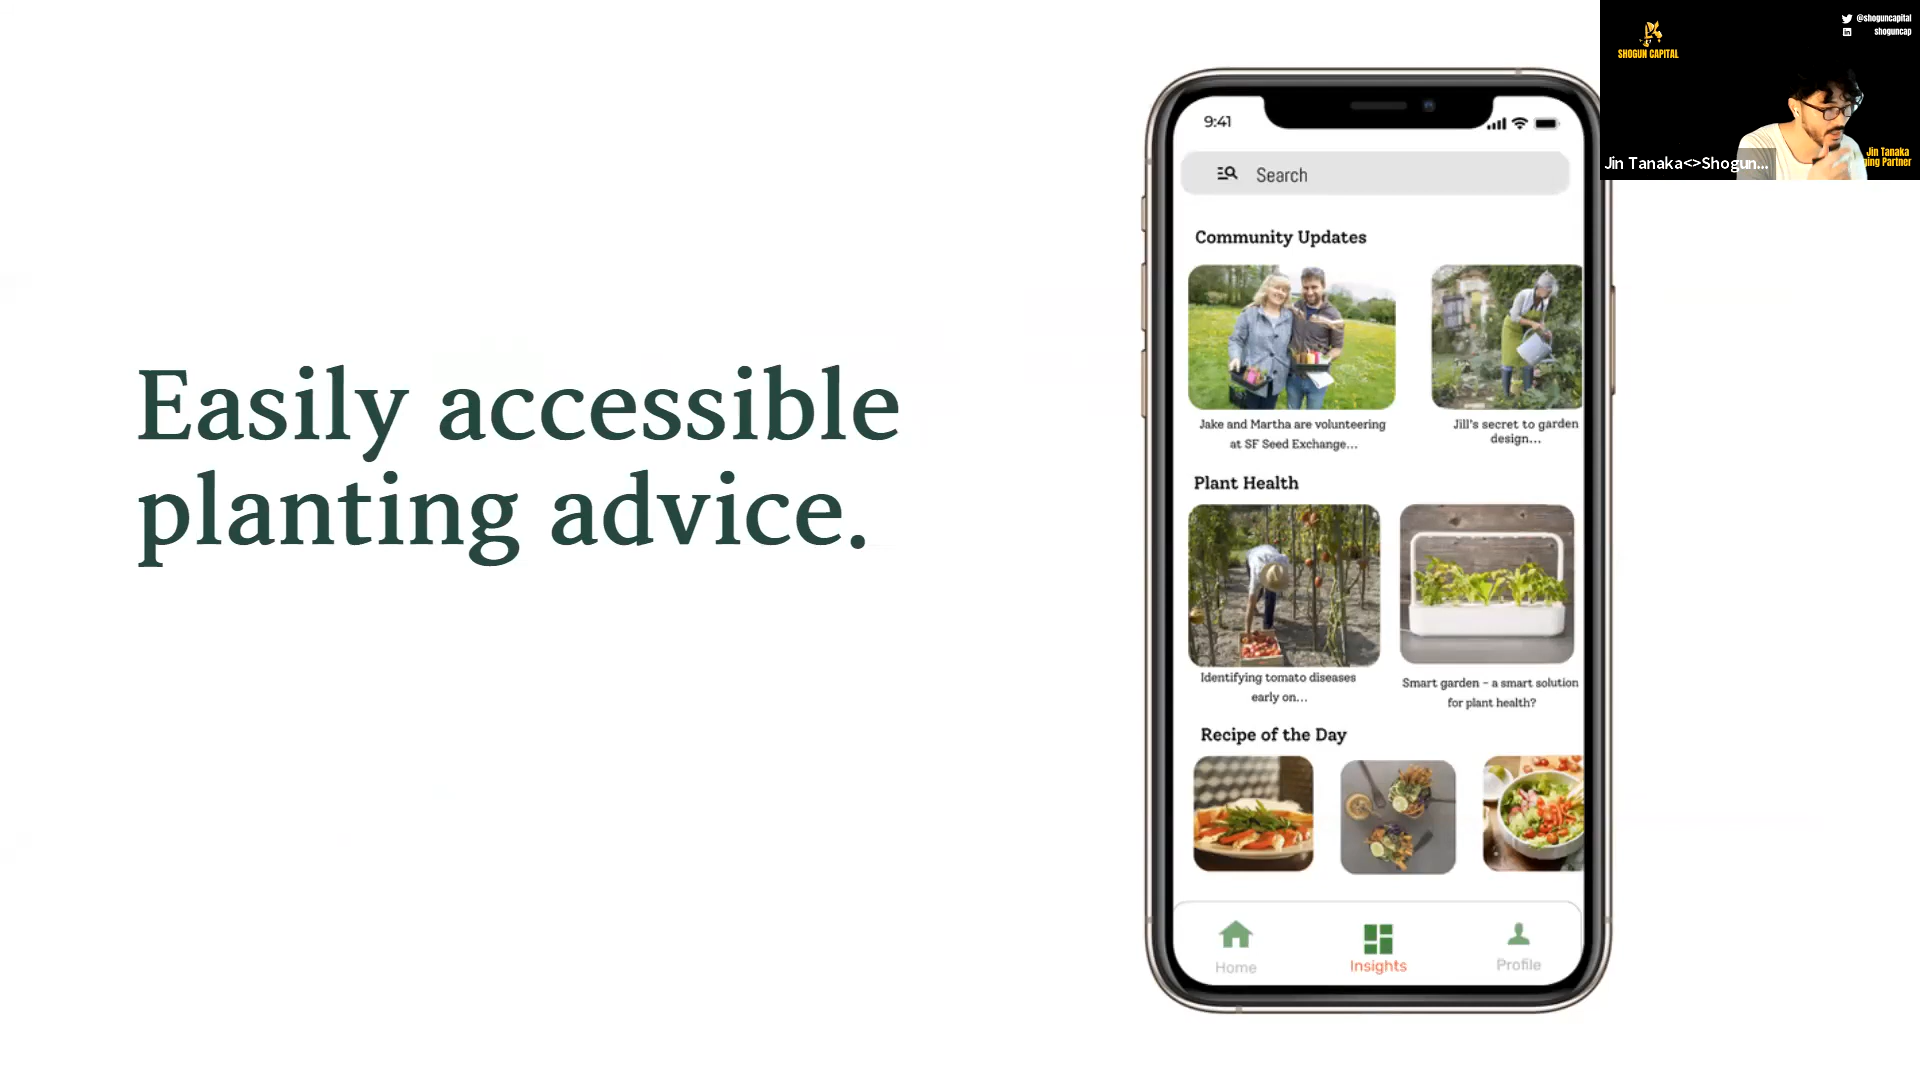 Easily accessible
planting advice.
9:41
Search
Community Updates
Jake and Martha are volunteering
at SF Seed Exchange...
Jill's secret to garden
design...
Plant Health
Identifying tomato diseases
early on...
Smart garden – a smart solution
for plant health?
Recipe of the Day
Home
Insights
Profile
SHOGUN CAPITAL
@shoguncapital
shoguncap
Jin Tanaka
ging Partner
Jin Tanaka<>Shogun...